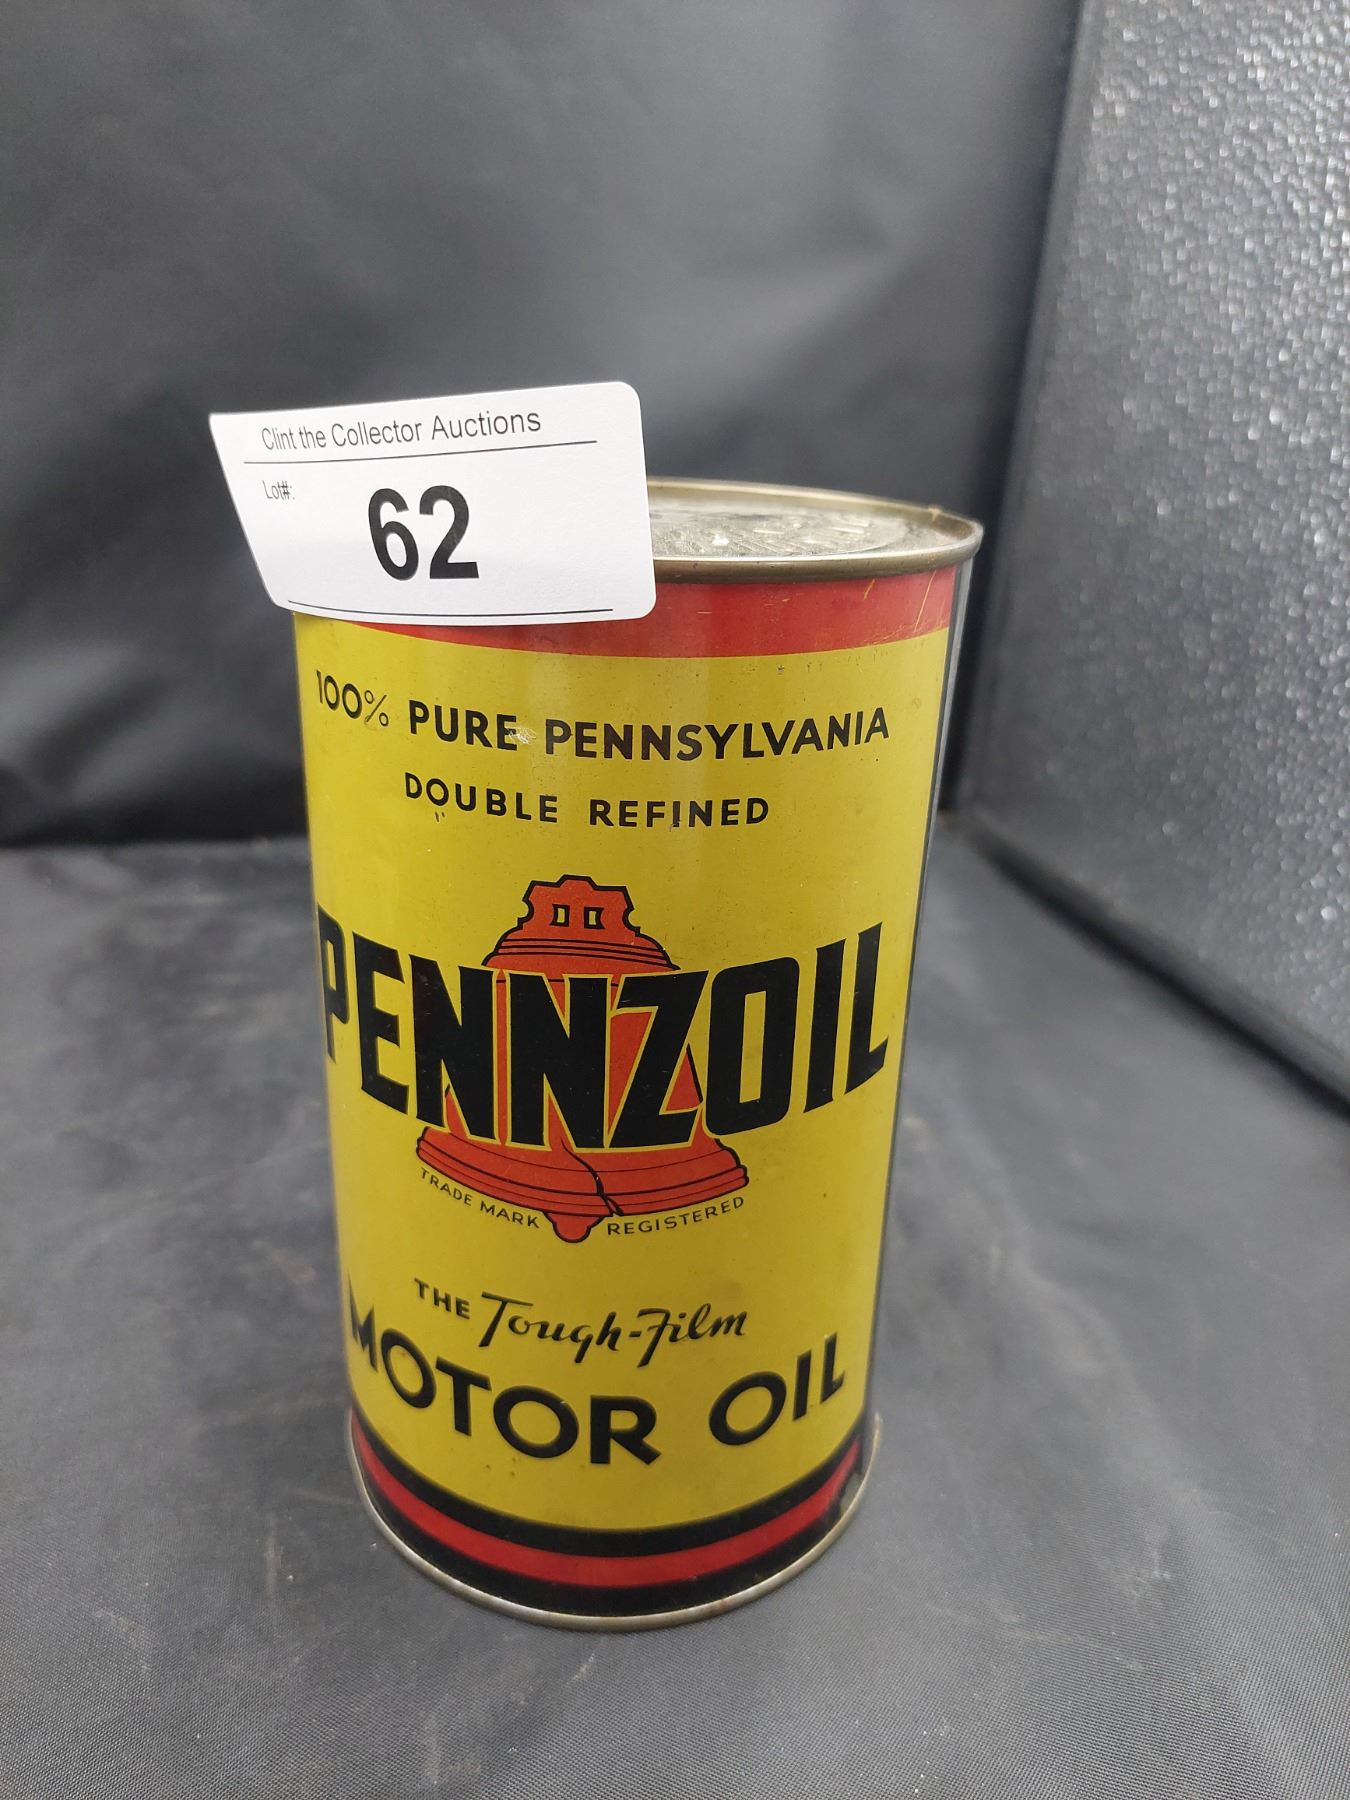 Clint the Collector Auctions
Lot#:
62
100% PURE PENNSYLVANIA
DOUBLE REFINED
PENNZOIL
TRADE MARK REGISTERED
THE Tough-Film
MOTOR OIL